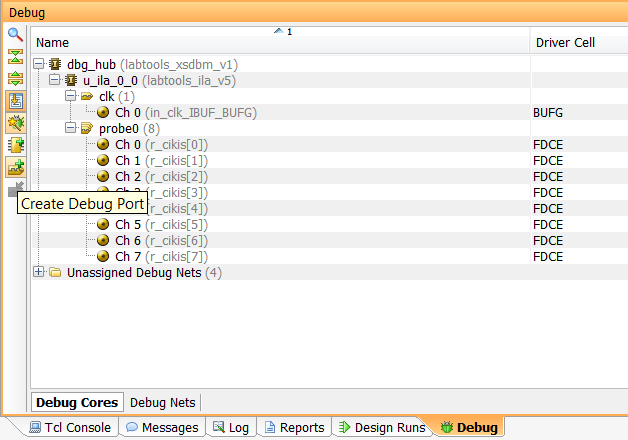 Debug
Name 1 Driver Cell
dbg_hub (labtools_xsdbm_v1)
u_ila_0_0 (labtools_ila_v5)
clk (1)
Ch 0 (in_clk_IBUF_BUFG) BUFG
probe0 (8)
Ch 0 (r_cikis[0]) FDCE
Ch 1 (r_cikis[1]) FDCE
Ch 2 (r_cikis[2]) FDCE
(r_cikis[3]) FDCE
Create Debug Port
(r_cikis[4]) FDCE
Ch 5 (r_cikis[5]) FDCE
Ch 6 (r_cikis[6]) FDCE
Ch 7 (r_cikis[7]) FDCE
Unassigned Debug Nets (4)
Debug Cores Debug Nets
Tcl Console Messages Log Reports Design Runs Debug